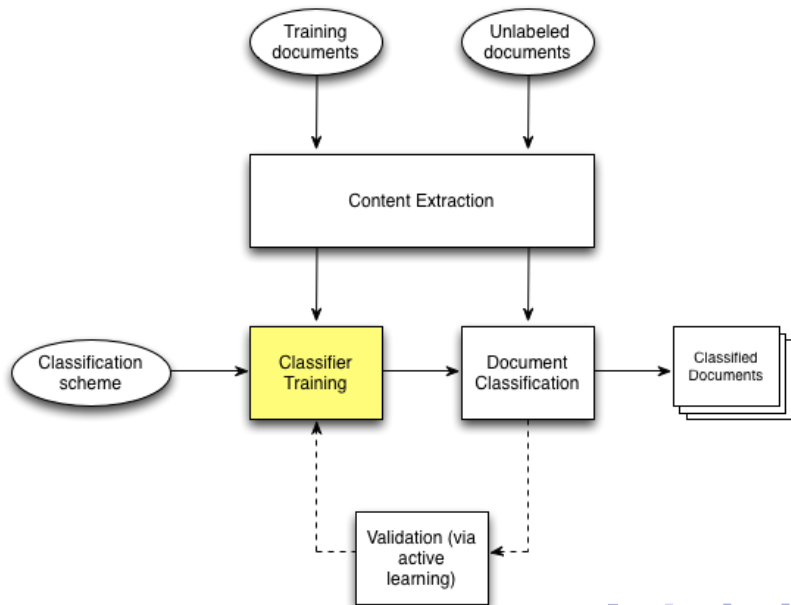 Training
documents
Unlabeled
documents
Content Extraction
Classification
scheme
Classifier
Training
Document
Classification
Classified
Documents
Validation (via
active
learning)